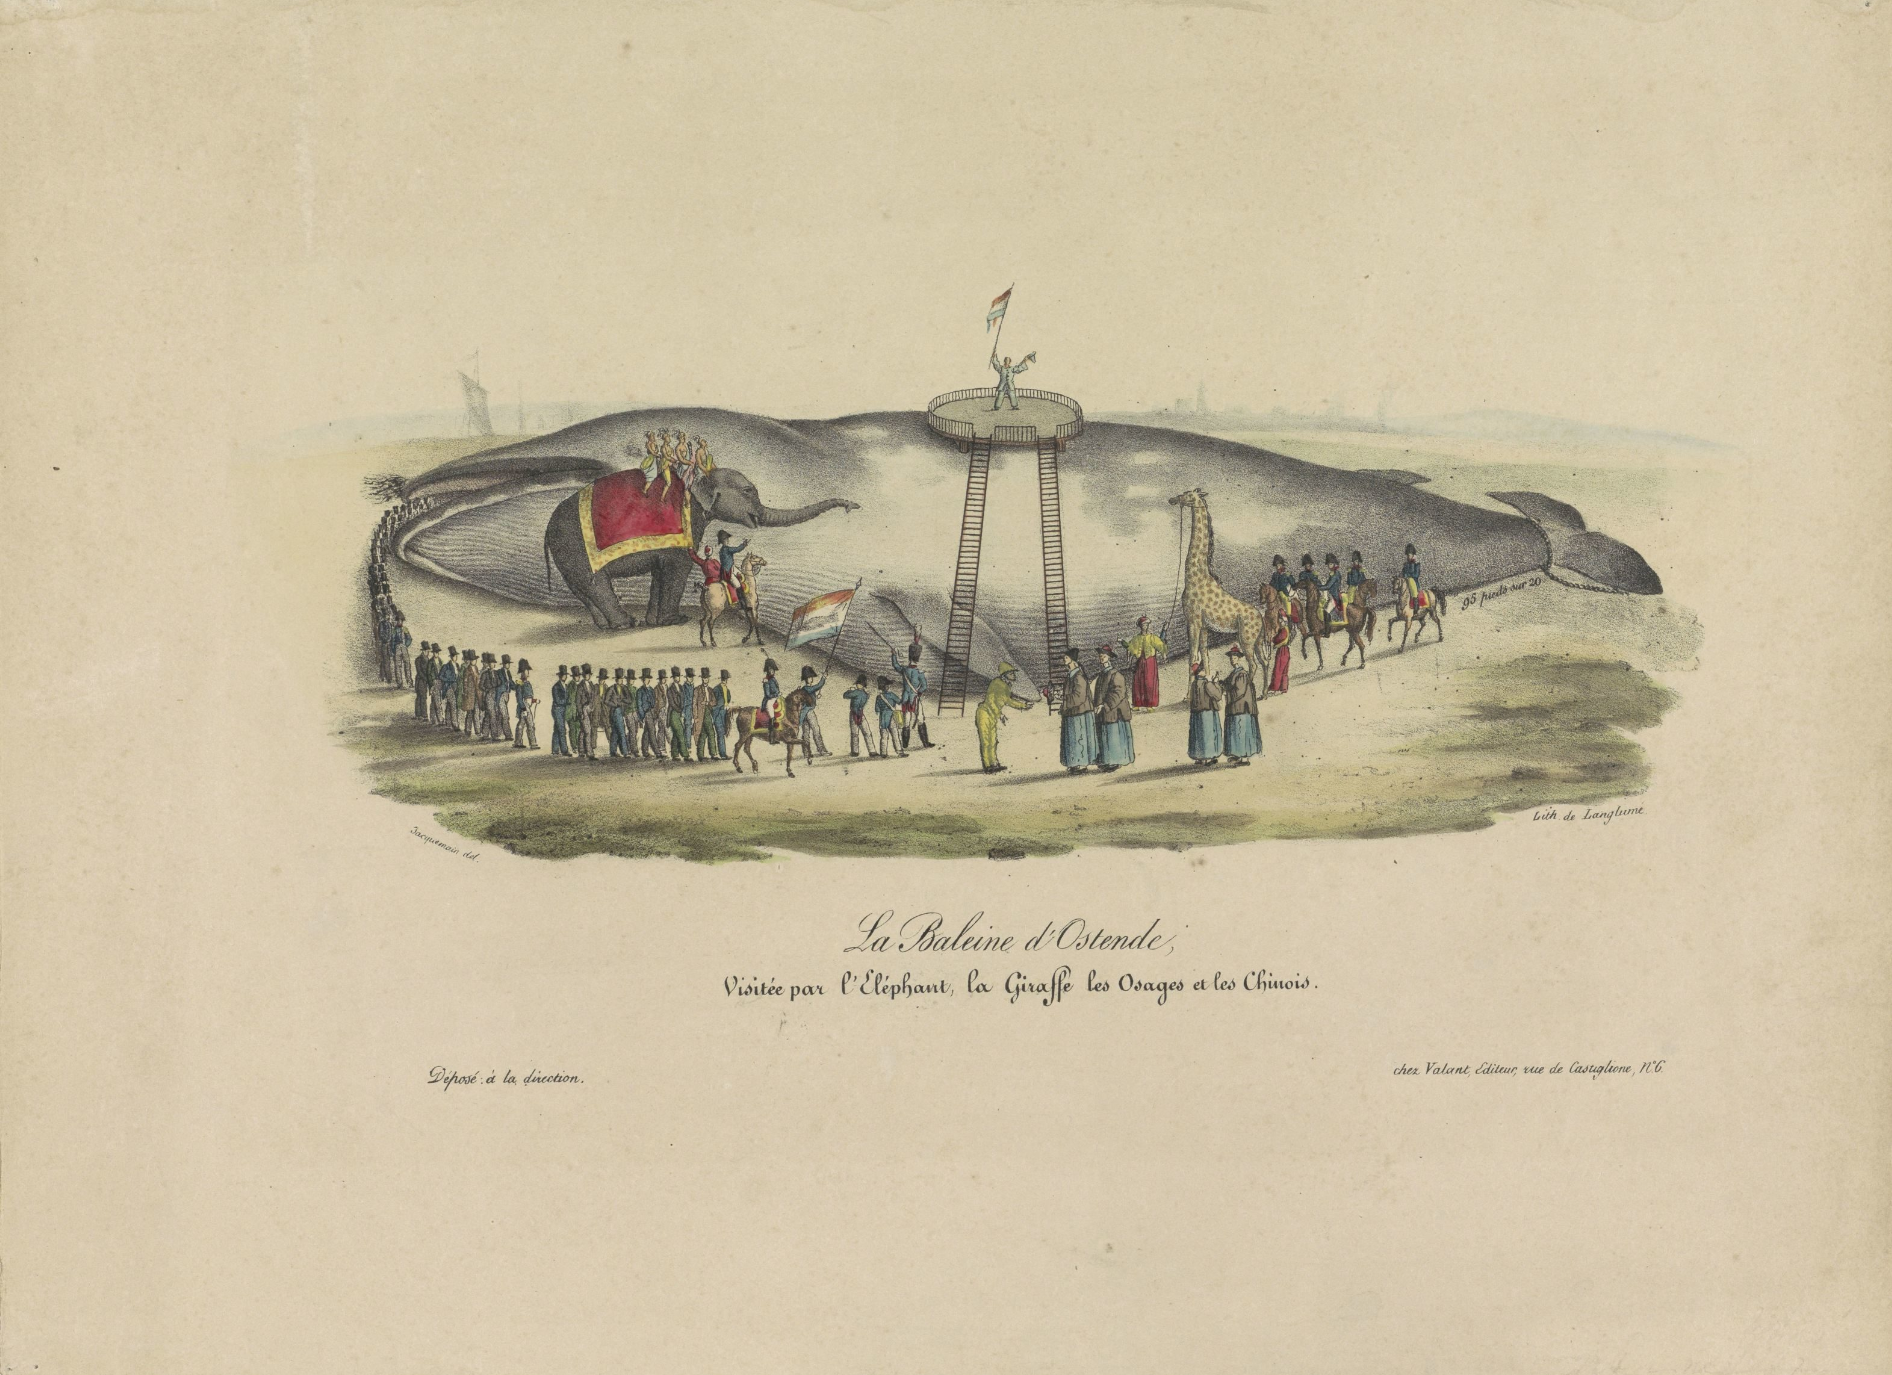 95 pieds sur 20
Jacquemain del.
Lith. de Langlumé
La Baleine d'Ostende,
Visitée par l'Eléphant, la Giraffe les Osages et les Chinois.
Déposé à la direction.
chez Valant, Editeur, rue de Castiglione, N°6.